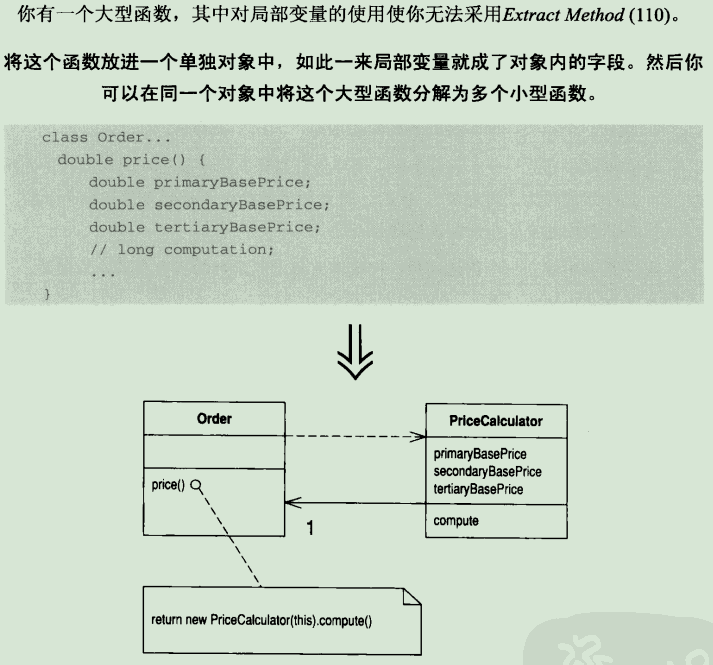 你有一个大型函数，其中对局部变量的使用使你无法采用Extract Method (110)。
将这个函数放进一个单独对象中，如此一来局部变量就成了对象内的字段。然后你
可以在同一个对象中将这个大型函数分解为多个小型函数。
class Order...
double price() {
double primaryBasePrice;
double secondaryBasePrice;
double tertiaryBasePrice;
// long computation;
...
}
Order
price()
1
PriceCalculator
primaryBasePrice
secondaryBasePrice
tertiaryBasePrice
compute
return new PriceCalculator(this).compute()